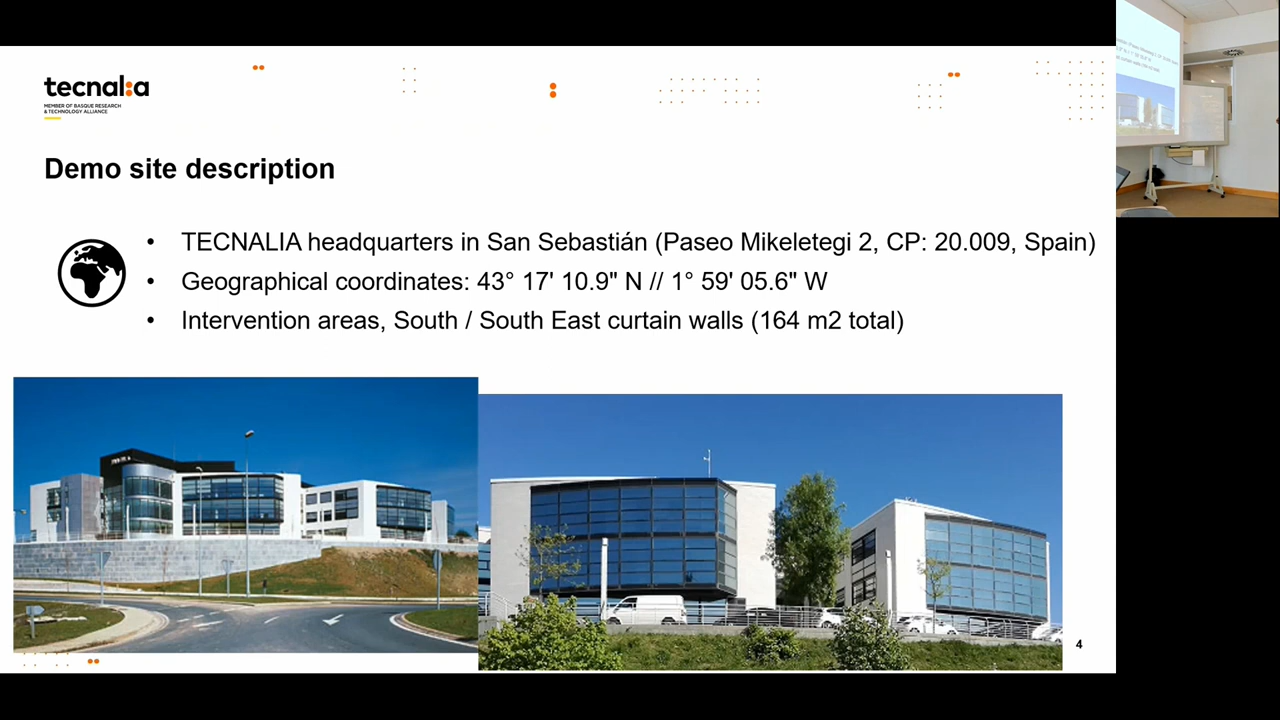 tecnalia
MEMBER OF BASQUE RESEARCH
& TECHNOLOGY ALLIANCE
Demo site description
• TECNALIA headquarters in San Sebastián (Paseo Mikeletegi 2, CP: 20.009, Spain)
• Geographical coordinates: 43° 17' 10.9" N // 1° 59' 05.6" W
• Intervention areas, South / South East curtain walls (164 m2 total)
4